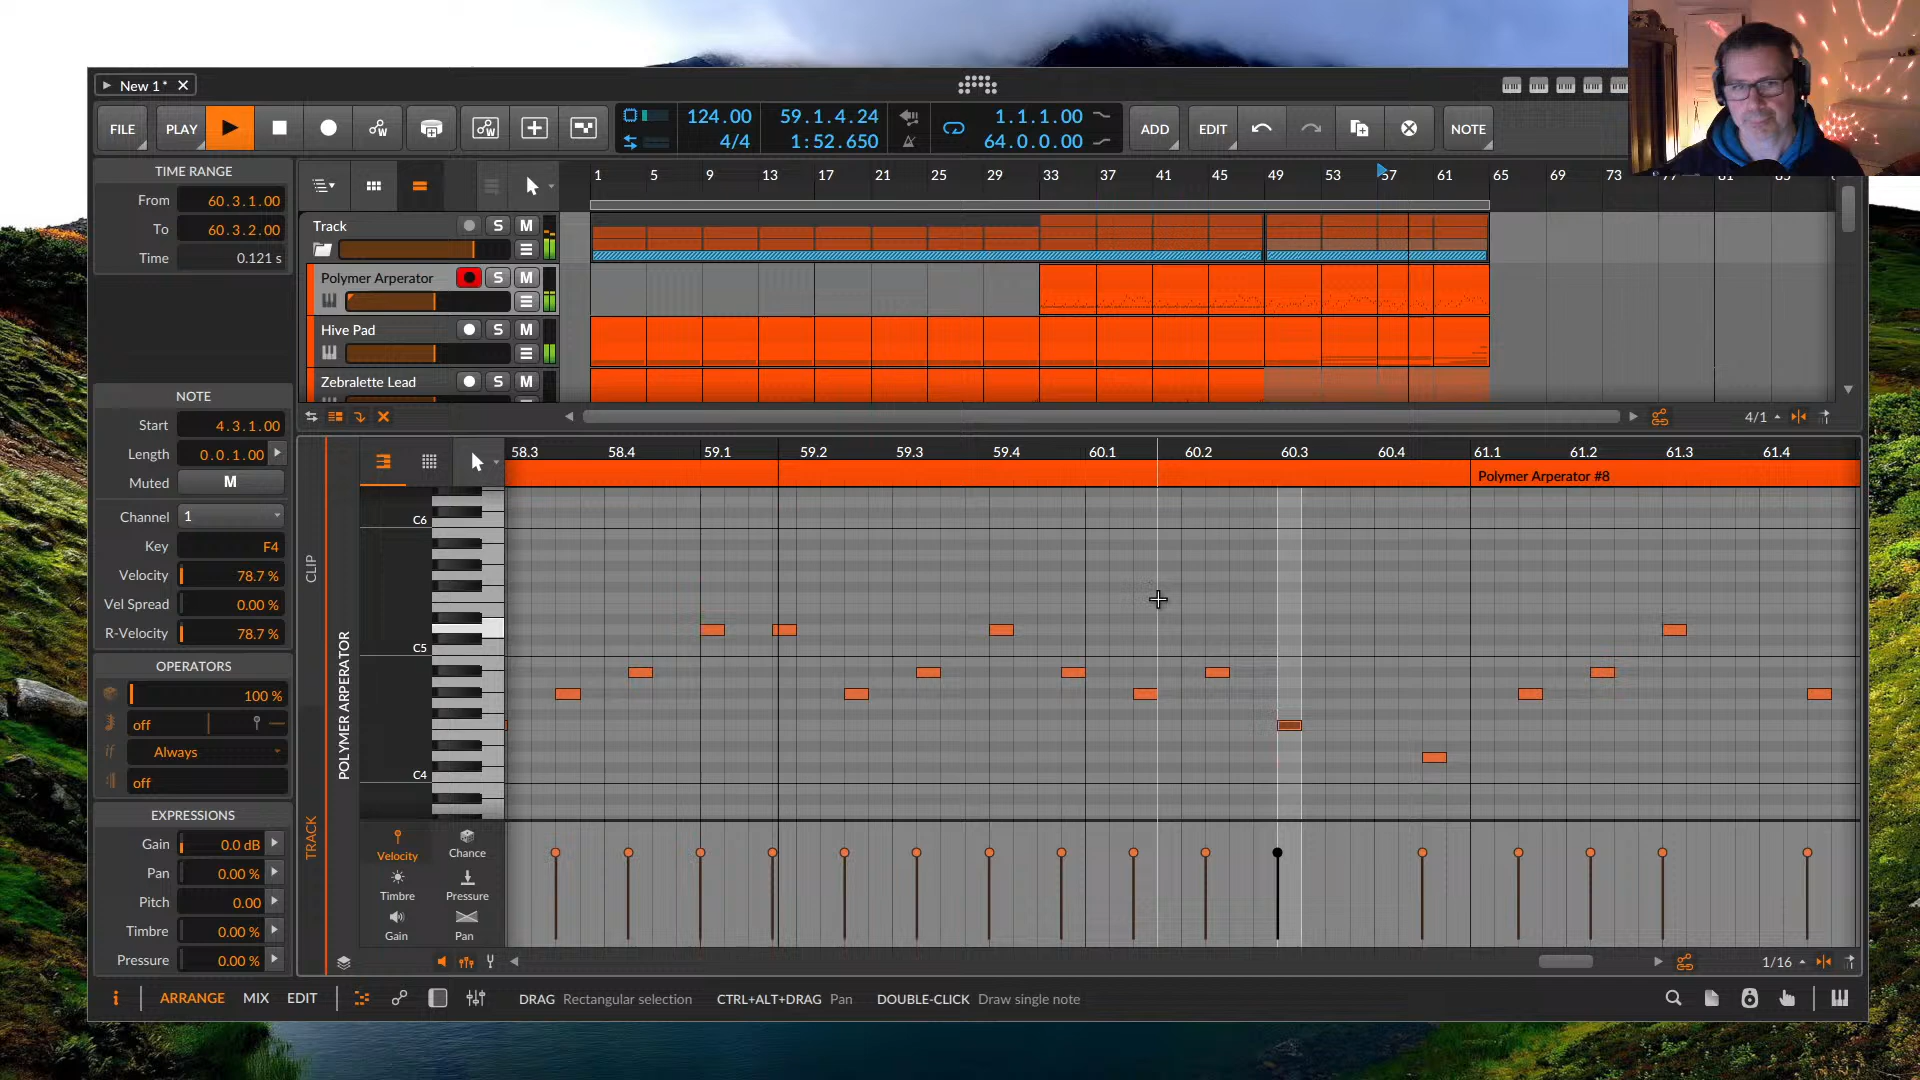 New 1*
FILE
PLAY
124.00
4/4
59.1.4.24
1:52.650
1.1.1.00
64.0.0.00
ADD
EDIT
NOTE
TIME RANGE
From 60.3.1.00
To 60.3.2.00
Time 0.121 s
1 5 9 13 17 21 25 29 33 37 41 45 49 53 57 61 65 69 73
Track S M
Polymer Arperator S M
Hive Pad S M
Zebralette Lead S M
4/1
NOTE
Start 4.3.1.00
Length 0.0.1.00
Muted M
Channel 1
Key F4
Velocity 78.7 %
Vel Spread 0.00 %
R-Velocity 78.7 %
OPERATORS
100 %
off
if Always
off
EXPRESSIONS
Gain 0.0 dB
Pan 0.00 %
Pitch 0.00
Timbre 0.00 %
Pressure 0.00 %
CLIP
TRACK
POLYMER ARPERATOR
58.3 58.4 59.1 59.2 59.3 59.4 60.1 60.2 60.3 60.4 61.1 61.2 61.3 61.4
Polymer Arperator #8
C6
C5
C4
Velocity Chance
Timbre Pressure
Gain Pan
1/16
i ARRANGE MIX EDIT
DRAG Rectangular selection CTRL+ALT+DRAG Pan DOUBLE-CLICK Draw single note